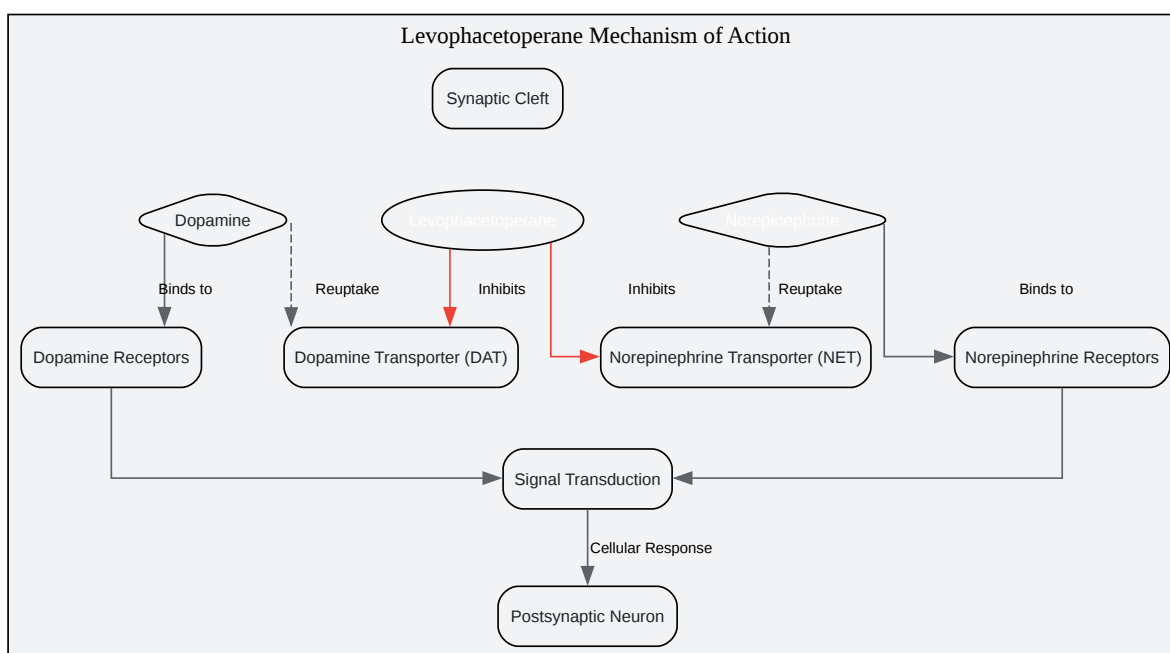 Levophacetoperane Mechanism of Action
Synaptic Cleft
Dopamine
Levophacetoperane
Norepinephrine
Binds to
Reuptake
Inhibits
Inhibits
Reuptake
Binds to
Dopamine Receptors
Dopamine Transporter (DAT)
Norepinephrine Transporter (NET)
Norepinephrine Receptors
Signal Transduction
Cellular Response
Postsynaptic Neuron